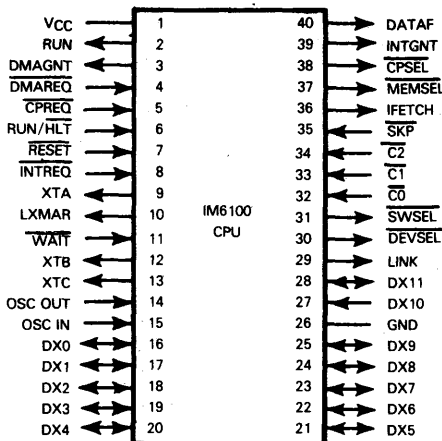 VCC 1 40 DATAF
RUN 2 39 INTGNT
DMAGNT 3 38 CPSEL
DMAREQ 4 37 MEMSEL
CPREQ 5 36 IFETCH
RUN/HLT 6 35 SKP
RESET 7 34 C2
INTREQ 8 33 C1
XTA 9 32 C0
LXMAR 10 IM6100 31 SWSEL
WAIT 11 CPU 30 DEVSEL
XTB 12 29 LINK
XTC 13 28 DX11
OSC OUT 14 27 DX10
OSC IN 15 26 GND
DX0 16 25 DX9
DX1 17 24 DX8
DX2 18 23 DX7
DX3 19 22 DX6
DX4 20 21 DX5